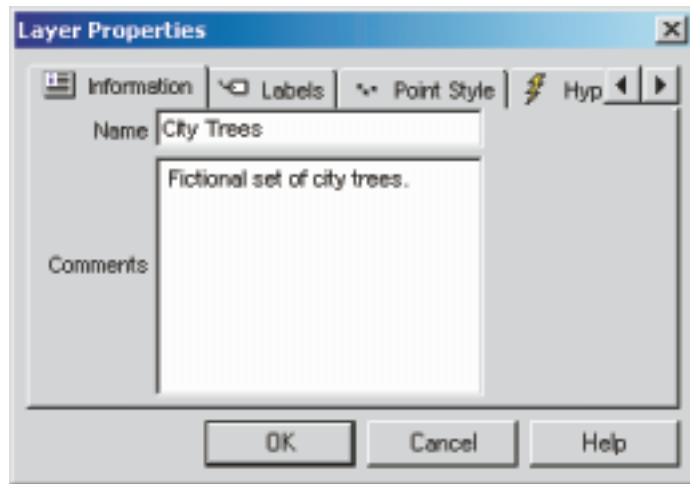 Layer Properties
Information Labels Point Style Hyp
Name City Trees
Fictional set of city trees.
Comments
OK Cancel Help